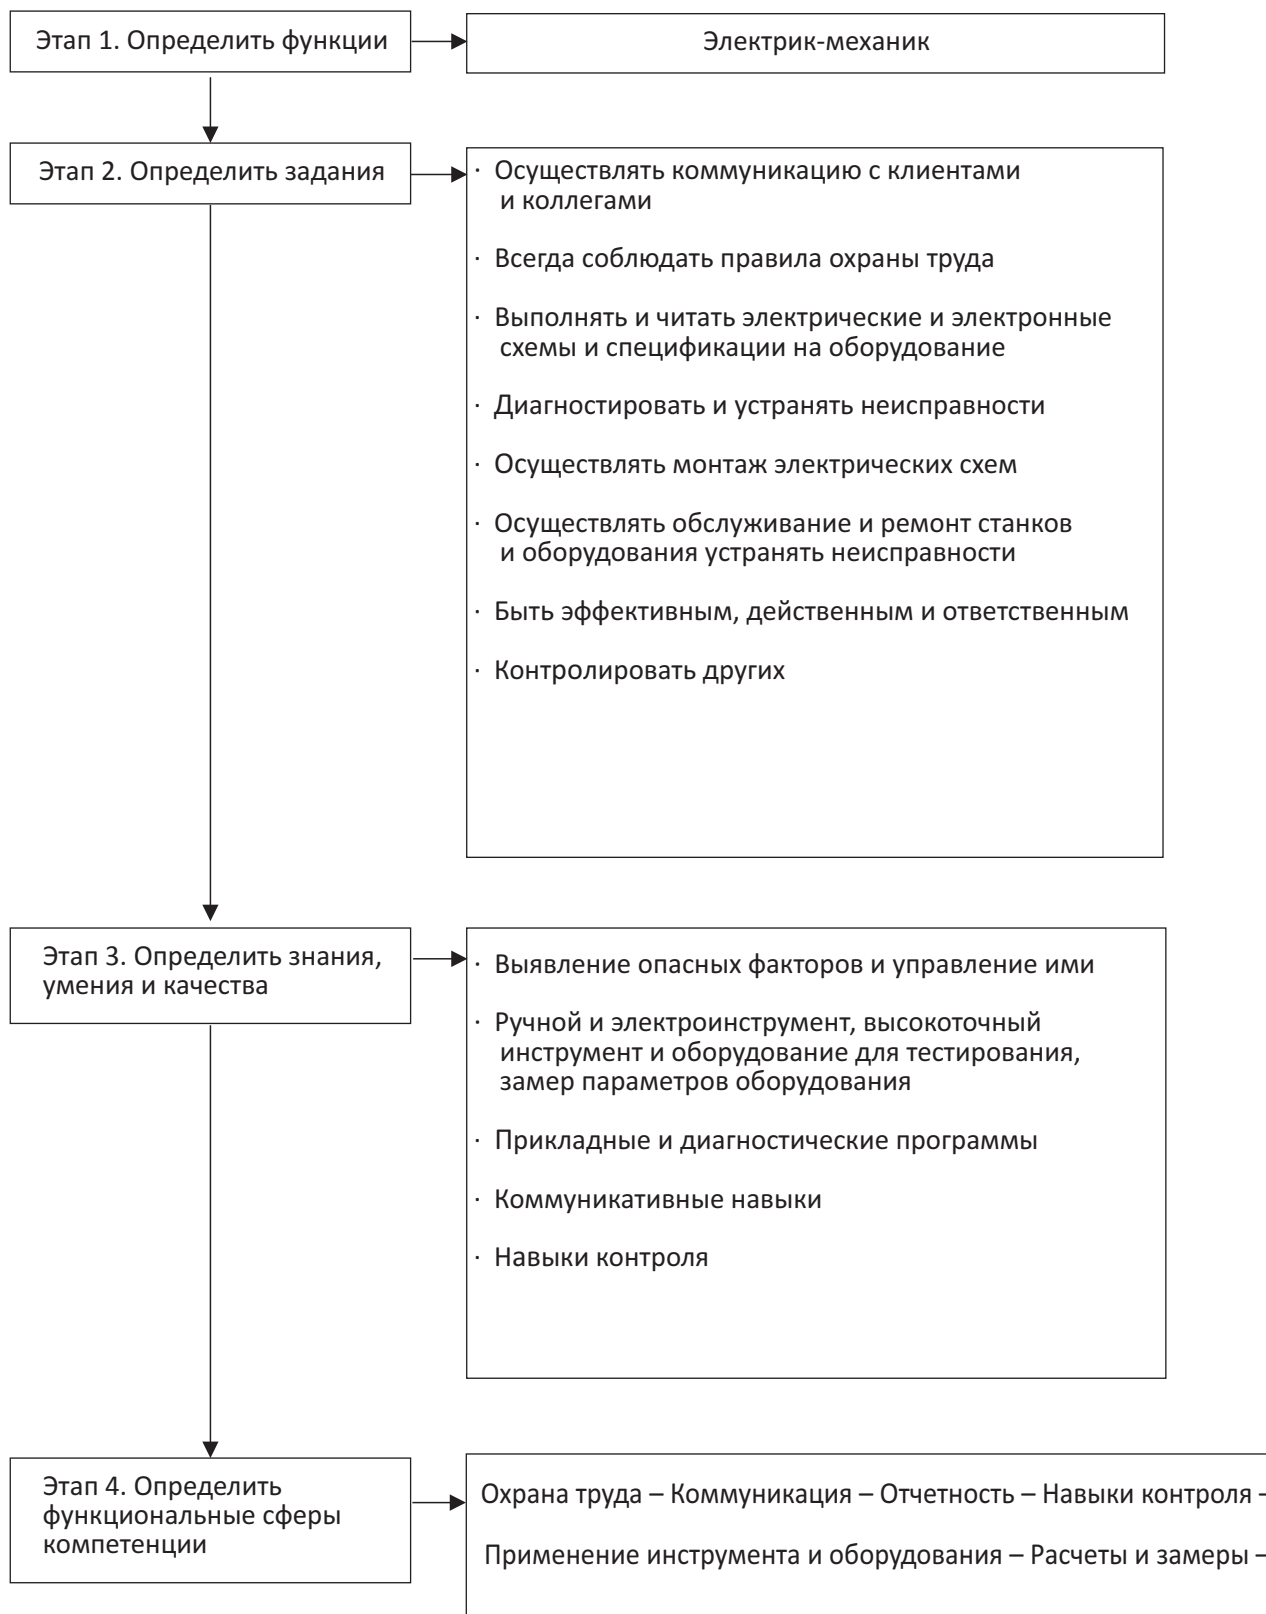 Этап 1. Определить функции
Электрик-механик
Этап 2. Определить задания
· Осуществлять коммуникацию с клиентами
и коллегами
· Всегда соблюдать правила охраны труда
· Выполнять и читать электрические и электронные
схемы и спецификации на оборудование
· Диагностировать и устранять неисправности
· Осуществлять монтаж электрических схем
· Осуществлять обслуживание и ремонт станков
и оборудования устранять неисправности
· Быть эффективным, действенным и ответственным
· Контролировать других
Этап 3. Определить знания,
умения и качества
· Выявление опасных факторов и управление ими
· Ручной и электроинструмент, высокоточный
инструмент и оборудование для тестирования,
замер параметров оборудования
· Прикладные и диагностические программы
· Коммуникативные навыки
· Навыки контроля
Этап 4. Определить
функциональные сферы
компетенции
Охрана труда – Коммуникация – Отчетность – Навыки контроля –
Применение инструмента и оборудования – Расчеты и замеры –